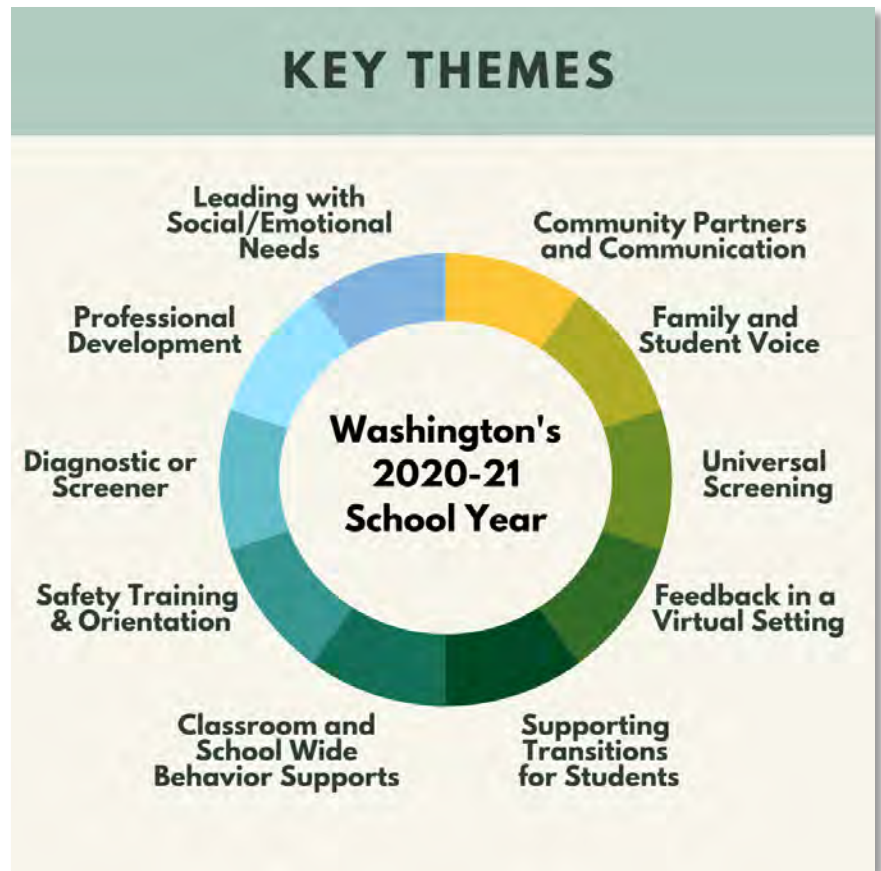 KEY THEMES
Leading with
Social/Emotional
Needs
Community Partners
and Communication
Professional
Development
Family and
Student Voice
Washington's
2020-21
School Year
Diagnostic or
Screener
Universal
Screening
Safety Training
& Orientation
Feedback in a
Virtual Setting
Classroom and
School Wide
Behavior Supports
Supporting
Transitions
for Students